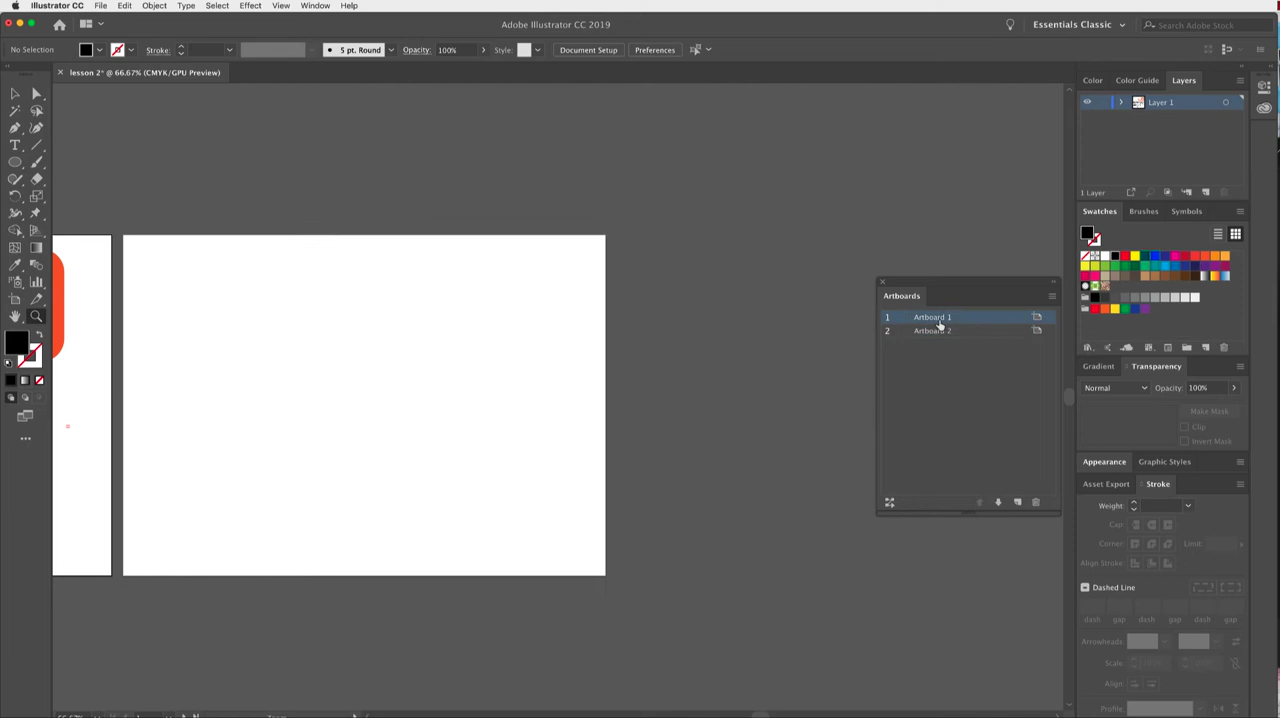 Illustrator CC File Edit Object Type Select Effect View Window Help
Adobe Illustrator CC 2019
Essentials Classic
Search Adobe Stock
No Selection
Stroke:
5 pt. Round
Opacity: 100%
Style:
Document Setup
Preferences
× lesson 2* @ 66.67% (CMYK/GPU Preview)
Color
Color Guide
Layers
Layer 1
1 Layer
Swatches
Brushes
Symbols
Artboards
1 Artboard 1
2 Artboard 2
Gradient
Transparency
Normal
Opacity: 100%
Make Mask
Clip
Invert Mask
Appearance
Graphic Styles
Asset Export
Stroke
Weight:
Cap:
Corner:
Limit:
Align Stroke:
Dashed Line
dash gap dash gap dash gap
Arrowheads:
Scale:
Align:
Profile: